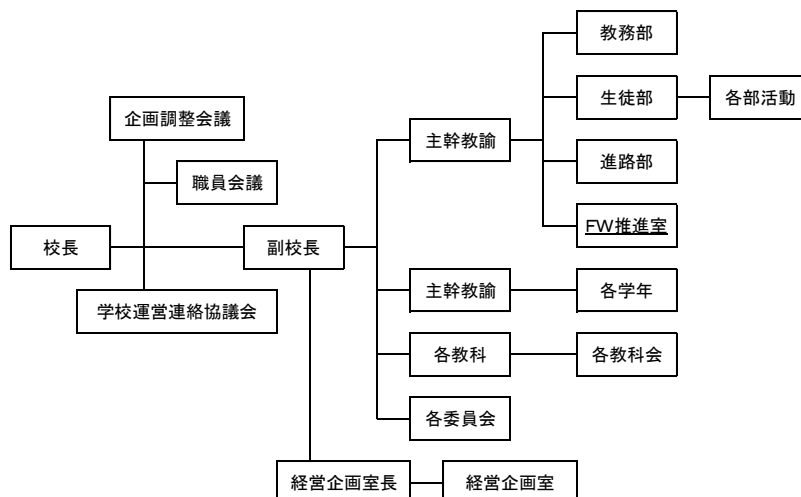 教務部
生徒部
各部活動
企画調整会議
主幹教諭
職員会議
進路部
FW推進室
校長
副校長
主幹教諭
各学年
学校運営連絡協議会
各教科
各教科会
各委員会
経営企画室長
経営企画室